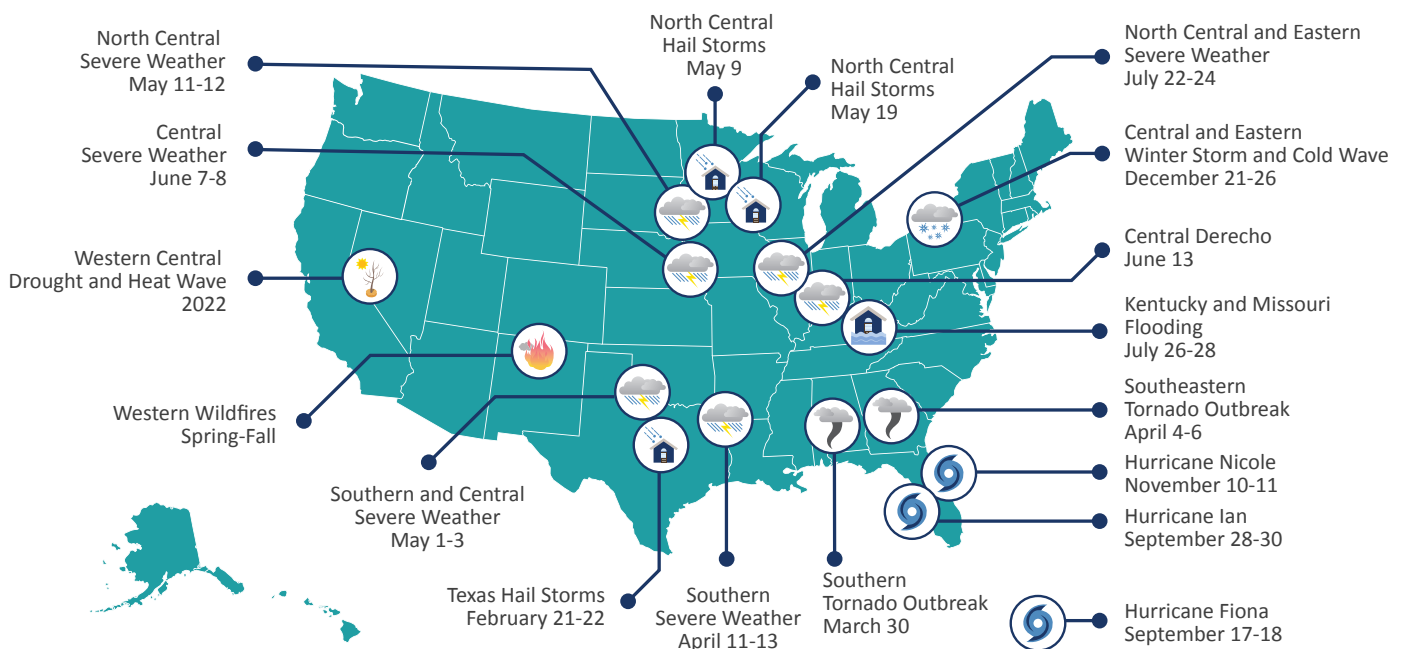 North Central
Severe Weather
May 11-12
North Central
Hail Storms
May 9
North Central
Hail Storms
May 19
North Central and Eastern
Severe Weather
July 22-24
Central
Severe Weather
June 7-8
Central and Eastern
Winter Storm and Cold Wave
December 21-26
Western Central
Drought and Heat Wave
2022
Central Derecho
June 13
Kentucky and Missouri
Flooding
July 26-28
Western Wildfires
Spring-Fall
Southeastern
Tornado Outbreak
April 4-6
Southern and Central
Severe Weather
May 1-3
Hurricane Nicole
November 10-11
Hurricane Ian
September 28-30
Texas Hail Storms
February 21-22
Southern
Severe Weather
April 11-13
Southern
Tornado Outbreak
March 30
Hurricane Fiona
September 17-18